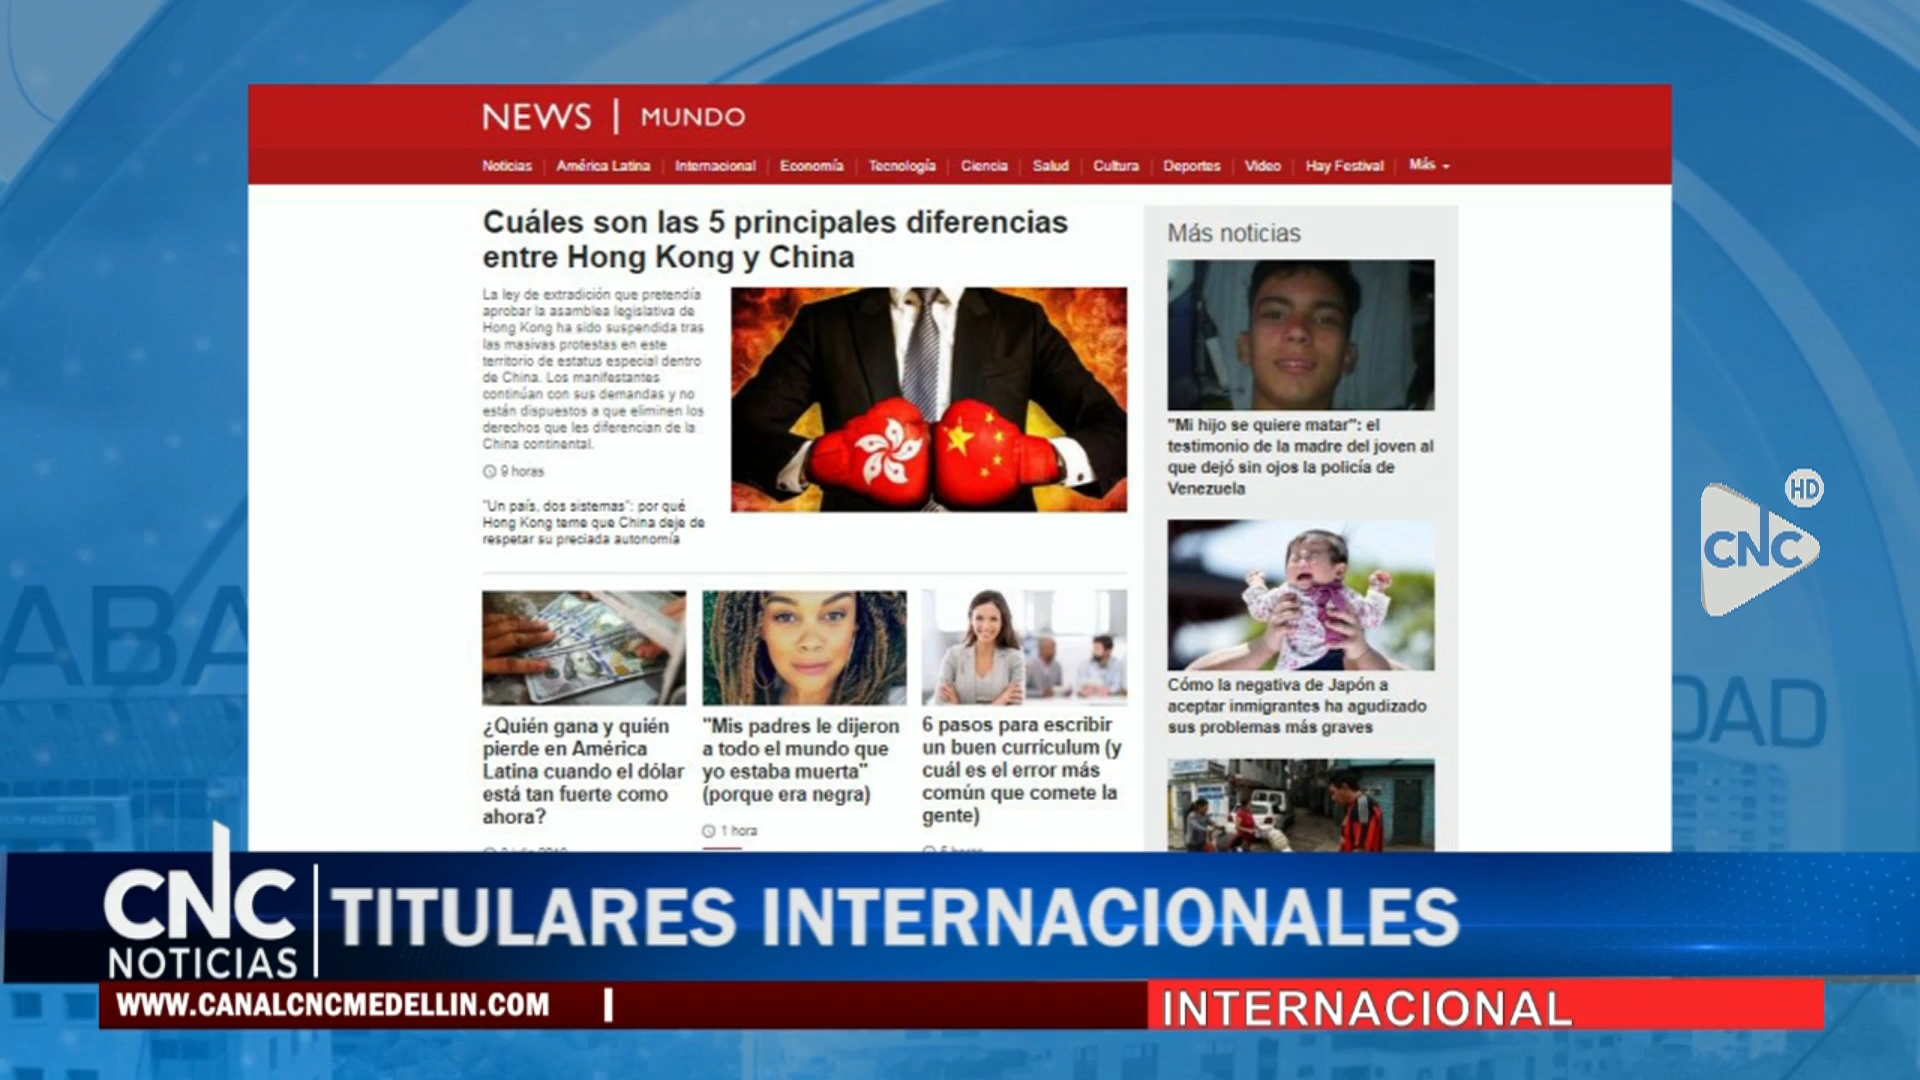 NEWS | MUNDO
Noticias América Latina Internacional Economía Tecnología Ciencia Salud Cultura Deportes Video Hay Festival Más
Cuáles son las 5 principales diferencias
entre Hong Kong y China
La ley de extradición que pretendía
aprobar la asamblea legislativa de
Hong Kong ha sido suspendida tras
las masivas protestas en este
territorio de estatus especial dentro
de China. Los manifestantes
continúan con sus demandas y no
están dispuestos a que eliminen los
derechos que les diferencian de la
China continental.
9 horas
"Un país, dos sistemas": por qué
Hong Kong teme que China deje de
respetar su preciada autonomía
¿Quién gana y quién
pierde en América
Latina cuando el dólar
está tan fuerte como
ahora?
"Mis padres le dijeron
a todo el mundo que
yo estaba muerta"
(porque era negra)
1 hora
6 pasos para escribir
un buen curriculum (y
cuál es el error más
común que comete la
gente)
Más noticias
"Mi hijo se quiere matar": el
testimonio de la madre del joven al
que dejó sin ojos la policía de
Venezuela
Cómo la negativa de Japón a
aceptar inmigrantes ha agudizado
sus problemas más graves
HD
CNC
ABA
DAD
CNC
NOTICIAS
TITULARES INTERNACIONALES
WWW.CANALCNCMEDELLIN.COM
INTERNACIONAL